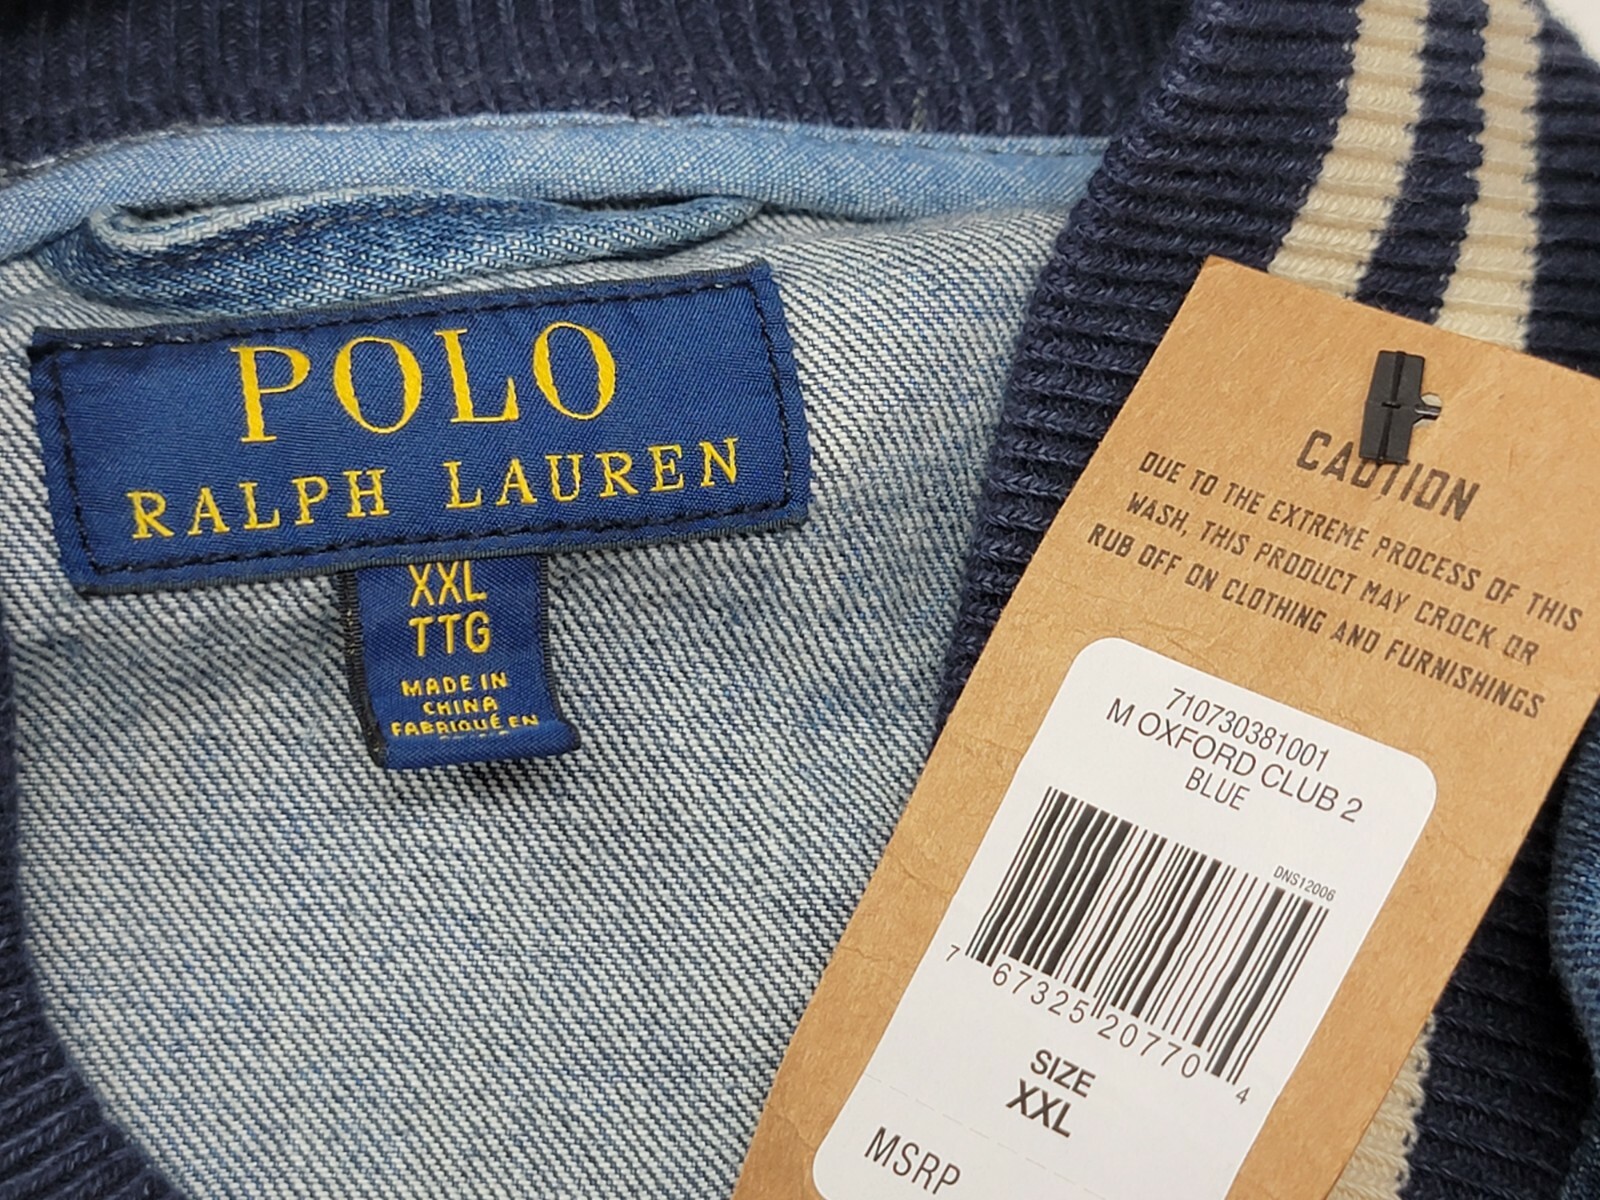 POLO
RALPH LAUREN
XXL
TTG
MADE IN
CHINA
FABRIQUÉ EN
CAUTION
DUE TO THE EXTREME PROCESS OF THIS
WASH, THIS PRODUCT MAY CROCK OR
RUB OFF ON CLOTHING AND FURNISHINGS
710730381001
M OXFORD CLUB 2
BLUE
DNS12006
7 67325 20770 4
SIZE
XXL
MSRP